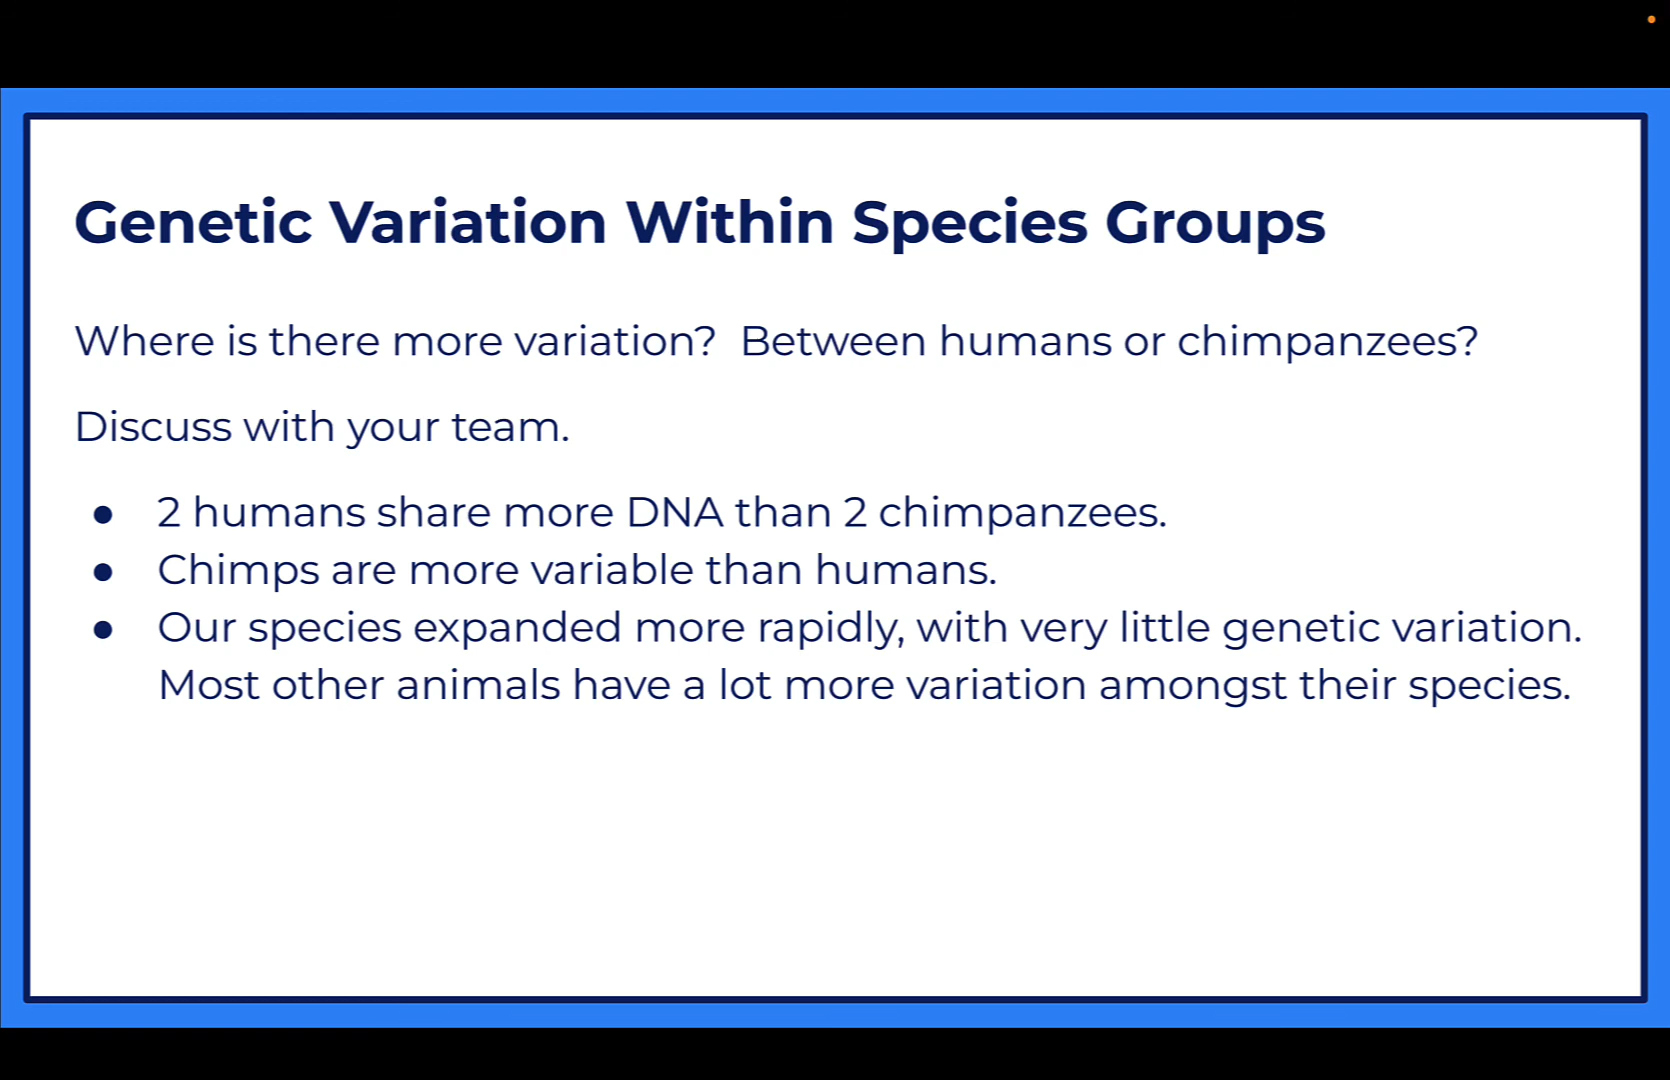 Genetic Variation Within Species Groups
Where is there more variation?  Between humans or chimpanzees?
Discuss with your team.
● 2 humans share more DNA than 2 chimpanzees.
● Chimps are more variable than humans.
● Our species expanded more rapidly, with very little genetic variation.
Most other animals have a lot more variation amongst their species.